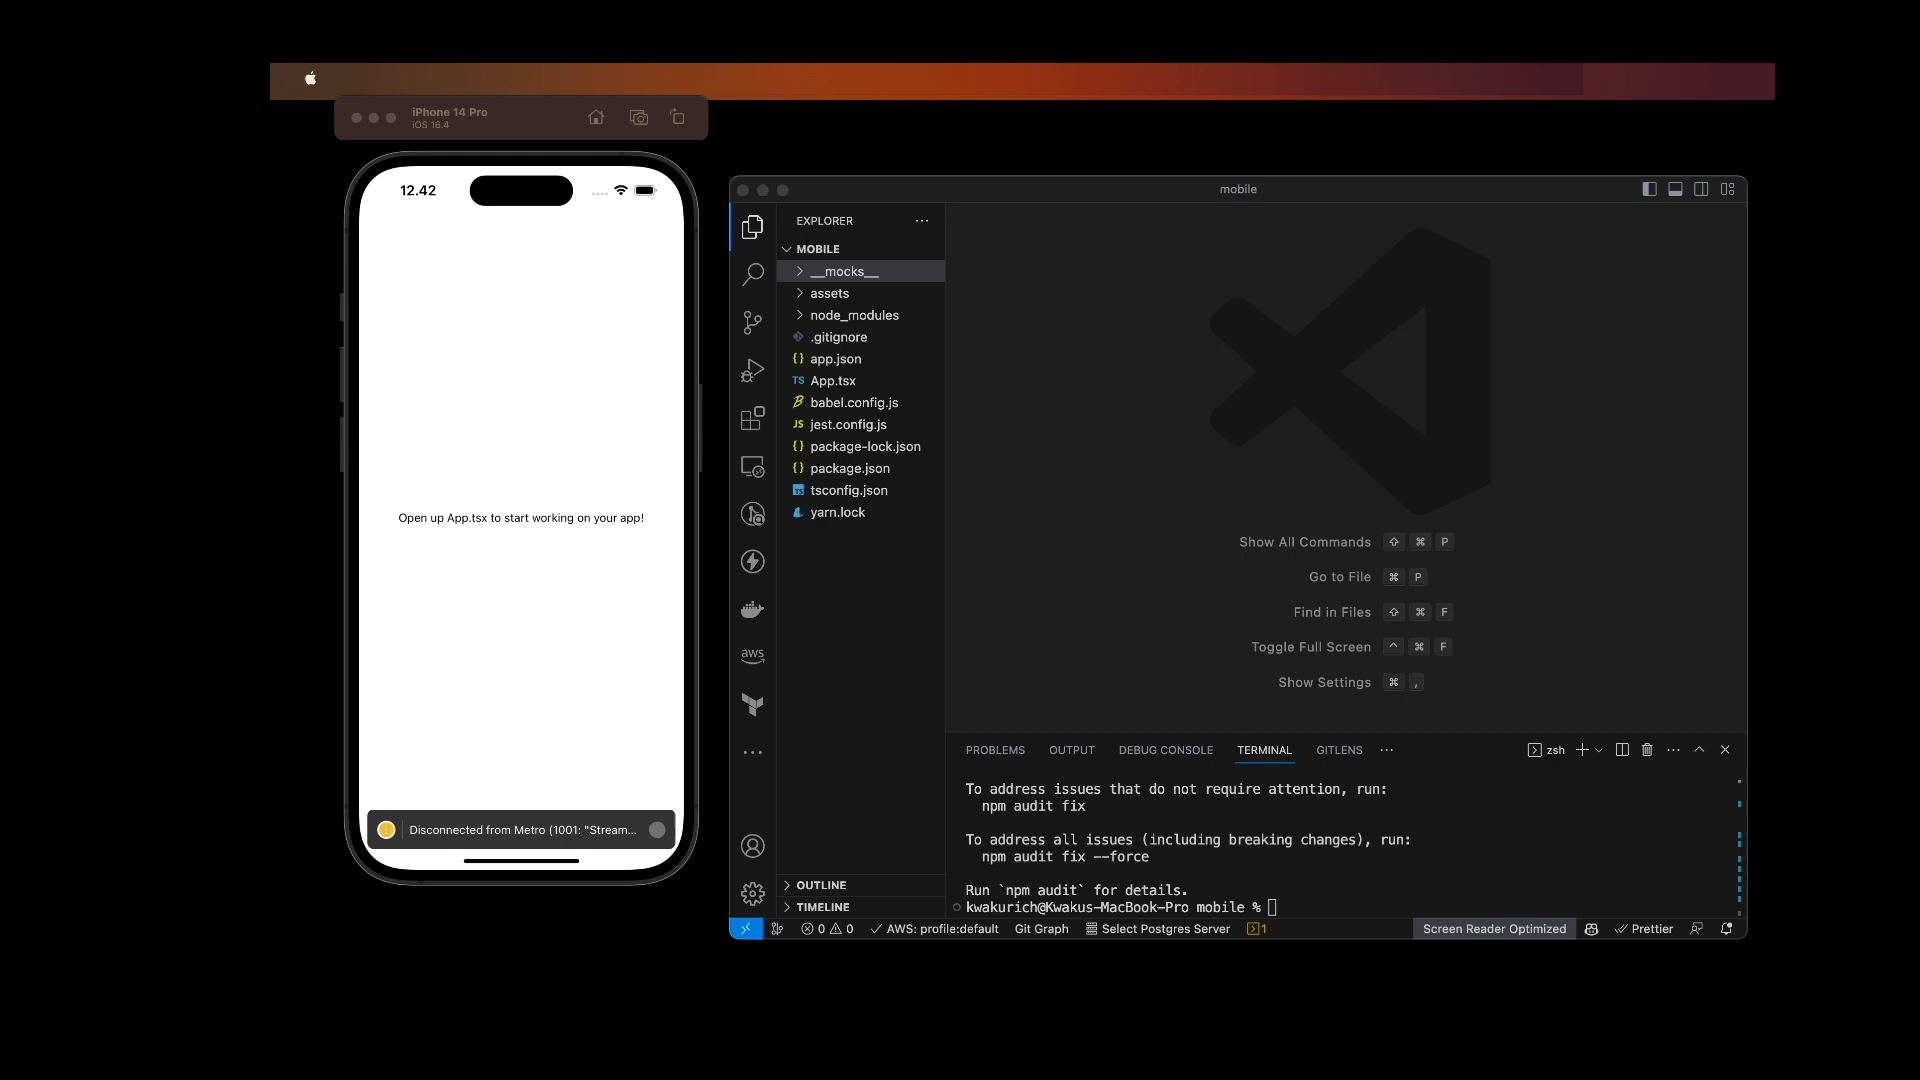 iPhone 14 Pro
iOS 16.4
12.42
Open up App.tsx to start working on your app!
Disconnected from Metro (1001: "Stream...
mobile
EXPLORER
MOBILE
__mocks__
assets
node_modules
.gitignore
{} app.json
TS App.tsx
babel.config.js
JS jest.config.js
{} package-lock.json
{} package.json
TS tsconfig.json
yarn.lock
OUTLINE
TIMELINE
aws
Show All Commands ⇧ ⌘ P
Go to File ⌘ P
Find in Files ⇧ ⌘ F
Toggle Full Screen ^ ⌘ F
Show Settings ⌘ ,
PROBLEMS OUTPUT DEBUG CONSOLE TERMINAL GITLENS ··· zsh
To address issues that do not require attention, run:
npm audit fix
To address all issues (including breaking changes), run:
npm audit fix --force
Run `npm audit` for details.
kwakurich@Kwakus-MacBook-Pro mobile %
0 0 AWS: profile:default Git Graph Select Postgres Server 1 Screen Reader Optimized Prettier